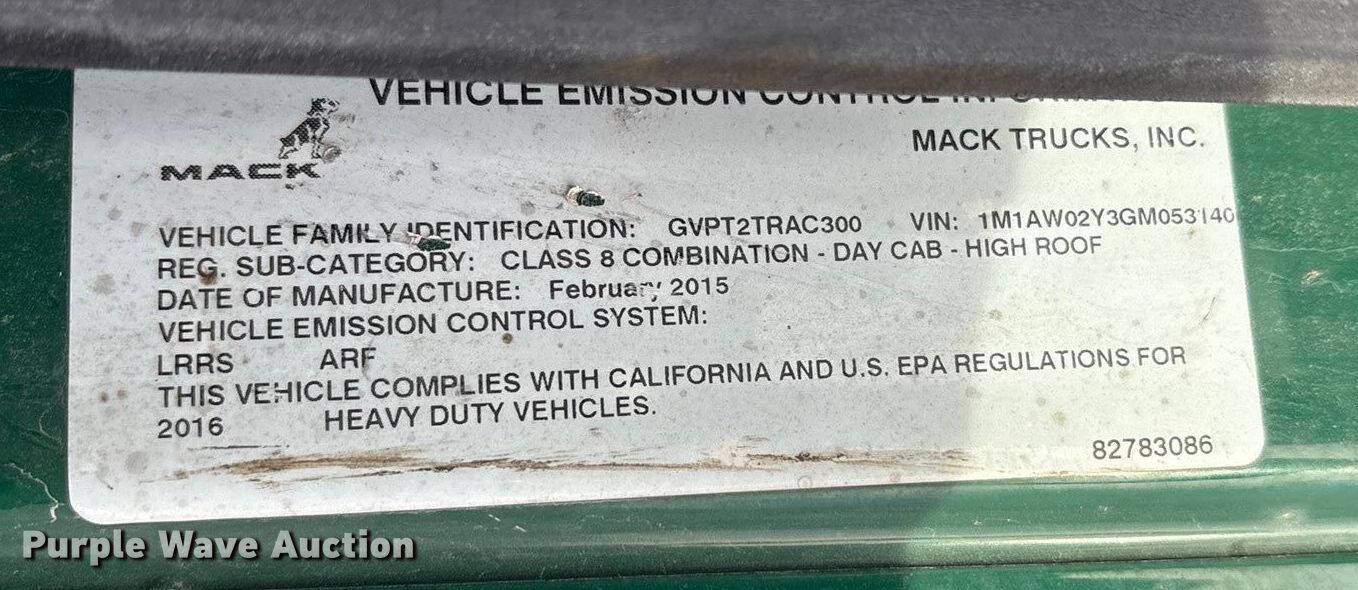 VEHICLE EMISSION CONTROL
MACK TRUCKS, INC.
MACK
VEHICLE FAMILY IDENTIFICATION: GVPT2TRAC300 VIN: 1M1AW02Y3GM053140
REG. SUB-CATEGORY: CLASS 8 COMBINATION - DAY CAB - HIGH ROOF
DATE OF MANUFACTURE: February 2015
VEHICLE EMISSION CONTROL SYSTEM:
LRRS ARF
THIS VEHICLE COMPLIES WITH CALIFORNIA AND U.S. EPA REGULATIONS FOR
2016 HEAVY DUTY VEHICLES.
82783086
Purple Wave Auction